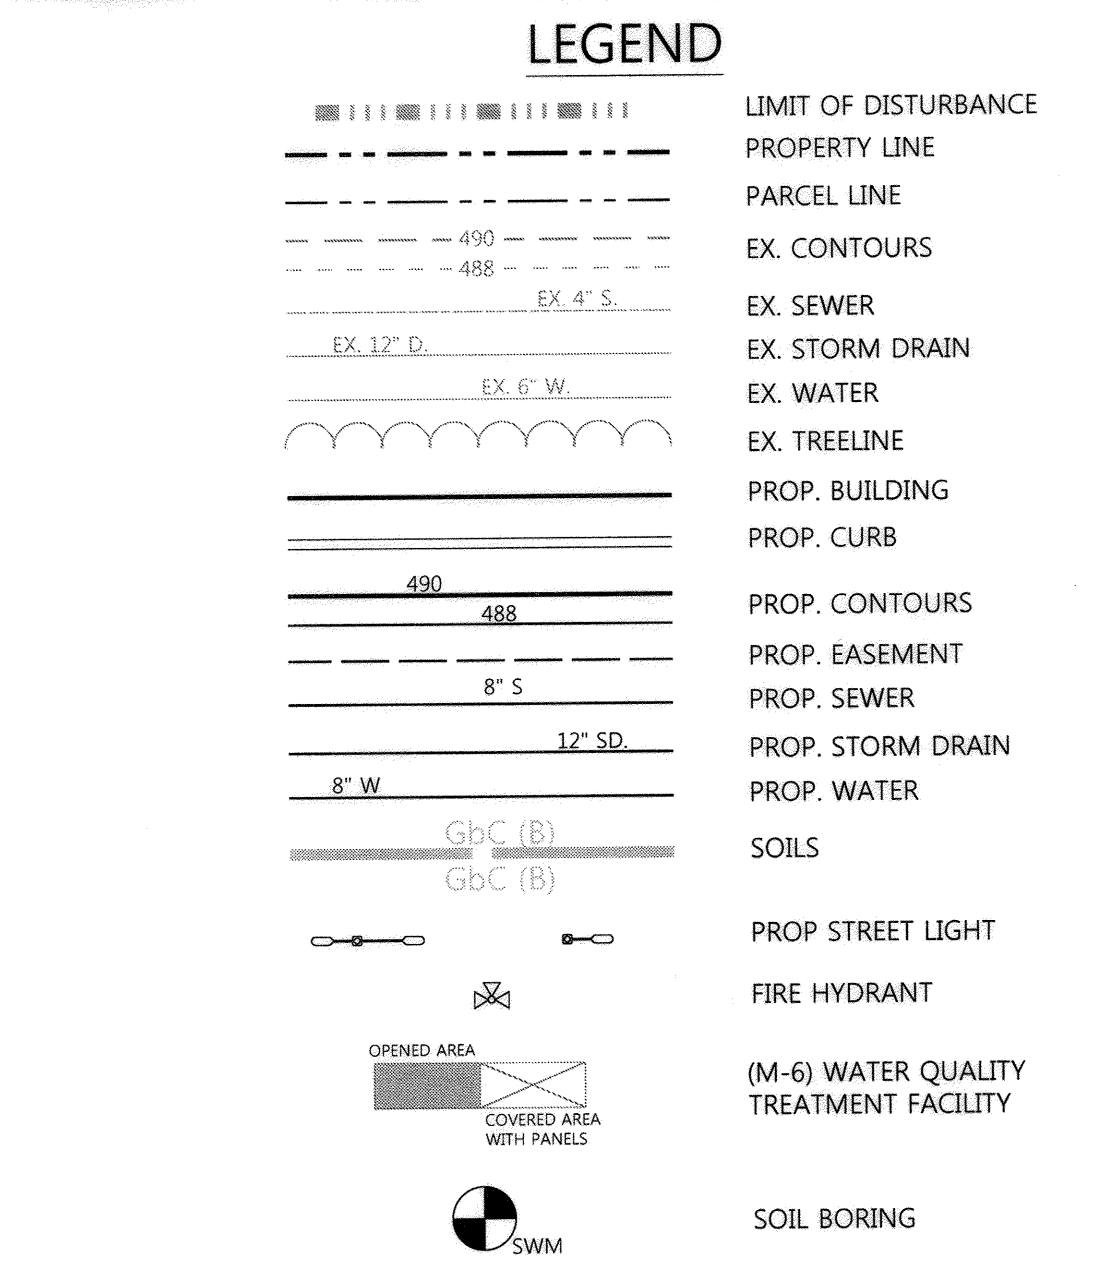 LEGEND
LIMIT OF DISTURBANCE
PROPERTY LINE
PARCEL LINE
490
488
EX. CONTOURS
EX. 4" S.
EX. SEWER
EX. 12" D.
EX. STORM DRAIN
EX. 6" W.
EX. WATER
EX. TREELINE
PROP. BUILDING
PROP. CURB
490
488
PROP. CONTOURS
PROP. EASEMENT
8" S
PROP. SEWER
12" SD.
PROP. STORM DRAIN
8" W
PROP. WATER
GbC (B)
GbC (B)
SOILS
PROP STREET LIGHT
FIRE HYDRANT
OPENED AREA
COVERED AREA
WITH PANELS
(M-6) WATER QUALITY
TREATMENT FACILITY
SWM
SOIL BORING